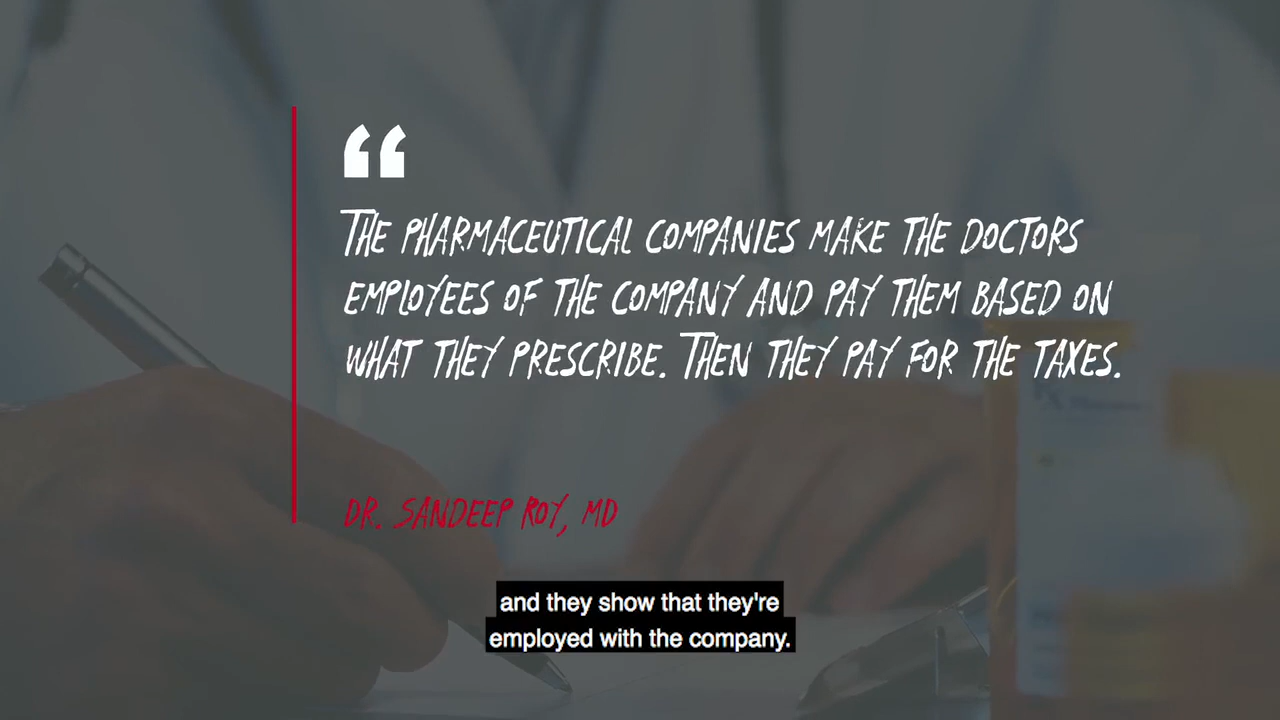 “
THE PHARMACEUTICAL COMPANIES MAKE THE DOCTORS
EMPLOYEES OF THE COMPANY AND PAY THEM BASED ON
WHAT THEY PRESCRIBE. THEN THEY PAY FOR THE TAXES.
DR. SANDEEP ROY, MD
and they show that they're
employed with the company.